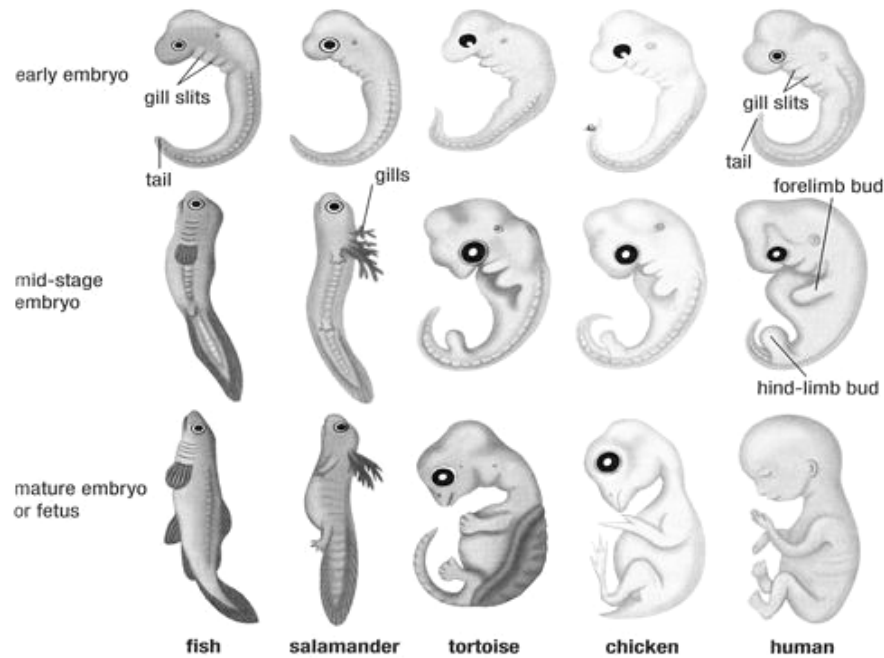 early embryo
gill slits
gill slits
tail
tail
gills
forelimb bud
mid-stage
embryo
hind-limb bud
mature embryo
or fetus
fish
salamander
tortoise
chicken
human